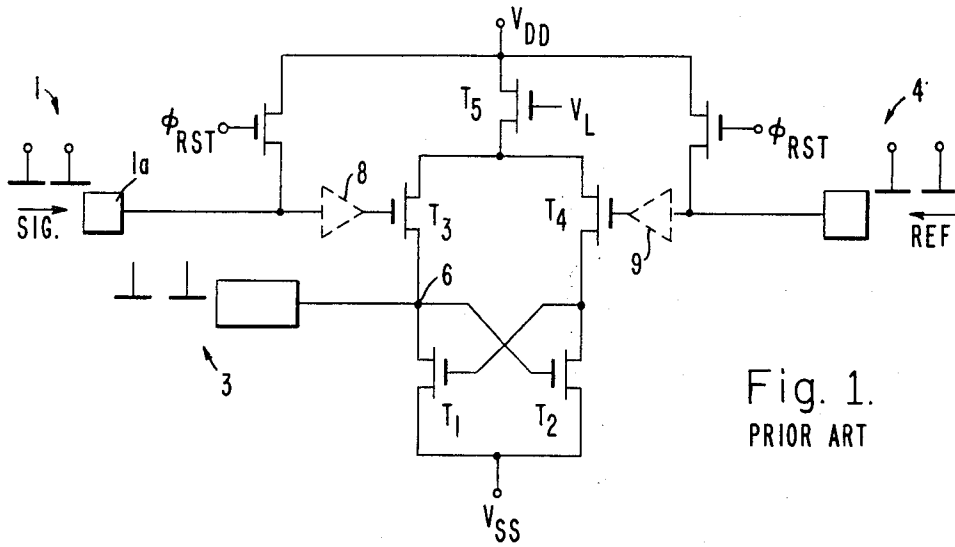 V_DD
1
T_5
V_L
4
φ_RST
φ_RST
1a
8
SIG.
T_3
T_4
9
REF
6
3
T_1
T_2
Fig. 1.
PRIOR ART
V_SS